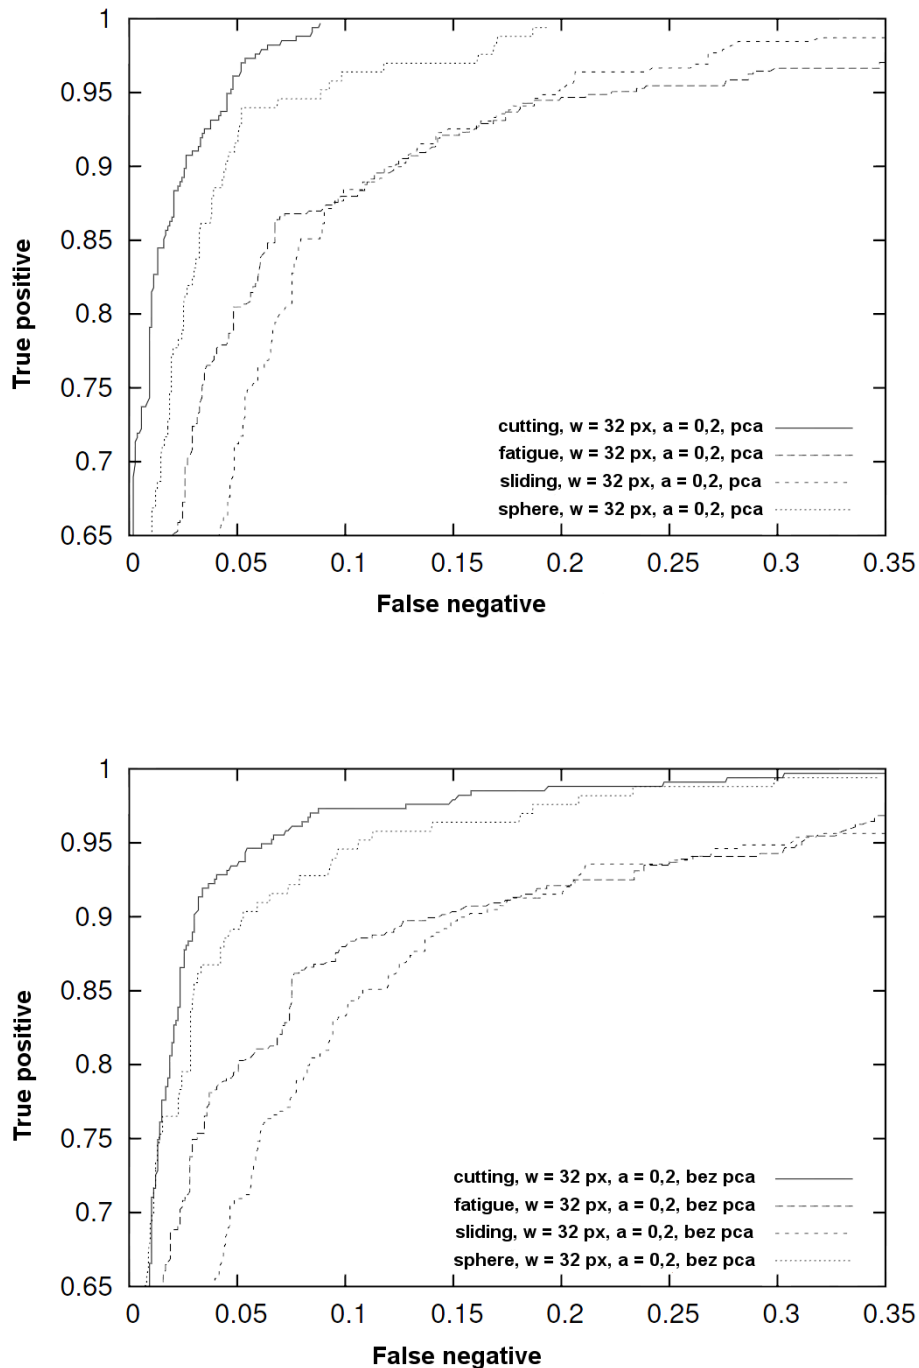 1
0.95
0.9
0.85
0.8
0.75
0.7
0.65
True positive
cutting, w = 32 px, a = 0,2, pca
fatigue, w = 32 px, a = 0,2, pca
sliding, w = 32 px, a = 0,2, pca
sphere, w = 32 px, a = 0,2, pca
0 0.05 0.1 0.15 0.2 0.25 0.3 0.35
False negative
1
0.95
0.9
0.85
0.8
0.75
0.7
0.65
True positive
cutting, w = 32 px, a = 0,2, bez pca
fatigue, w = 32 px, a = 0,2, bez pca
sliding, w = 32 px, a = 0,2, bez pca
sphere, w = 32 px, a = 0,2, bez pca
0 0.05 0.1 0.15 0.2 0.25 0.3 0.35
False negative